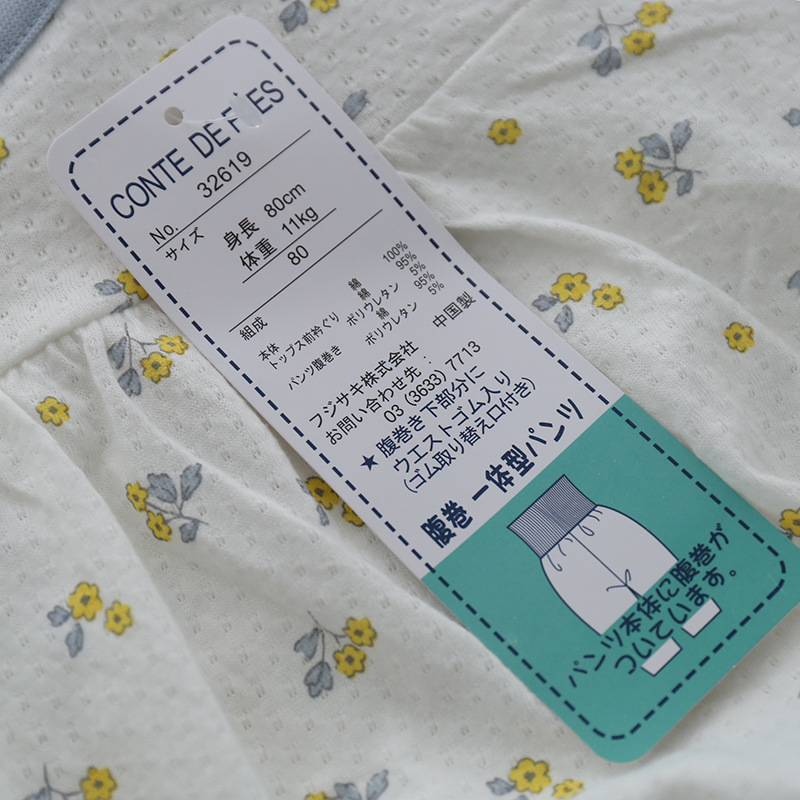 CONTE DE F ES
No. 32619
サイズ
身長 80cm
体重 11kg
80
組成
本体 綿 100%
トップス前衿ぐり 綿 95%
ポリウレタン 5%
パンツ腹巻き 綿 95%
ポリウレタン 5%
中国製
フジサキ株式会社
お問い合わせ先：
03 (3633) 7713
★ 腹巻き下部分に
ウエストゴム入り
(ゴム取り替え口付き)
腹巻 一体型パンツ
パンツ本体に腹巻が
ついています。